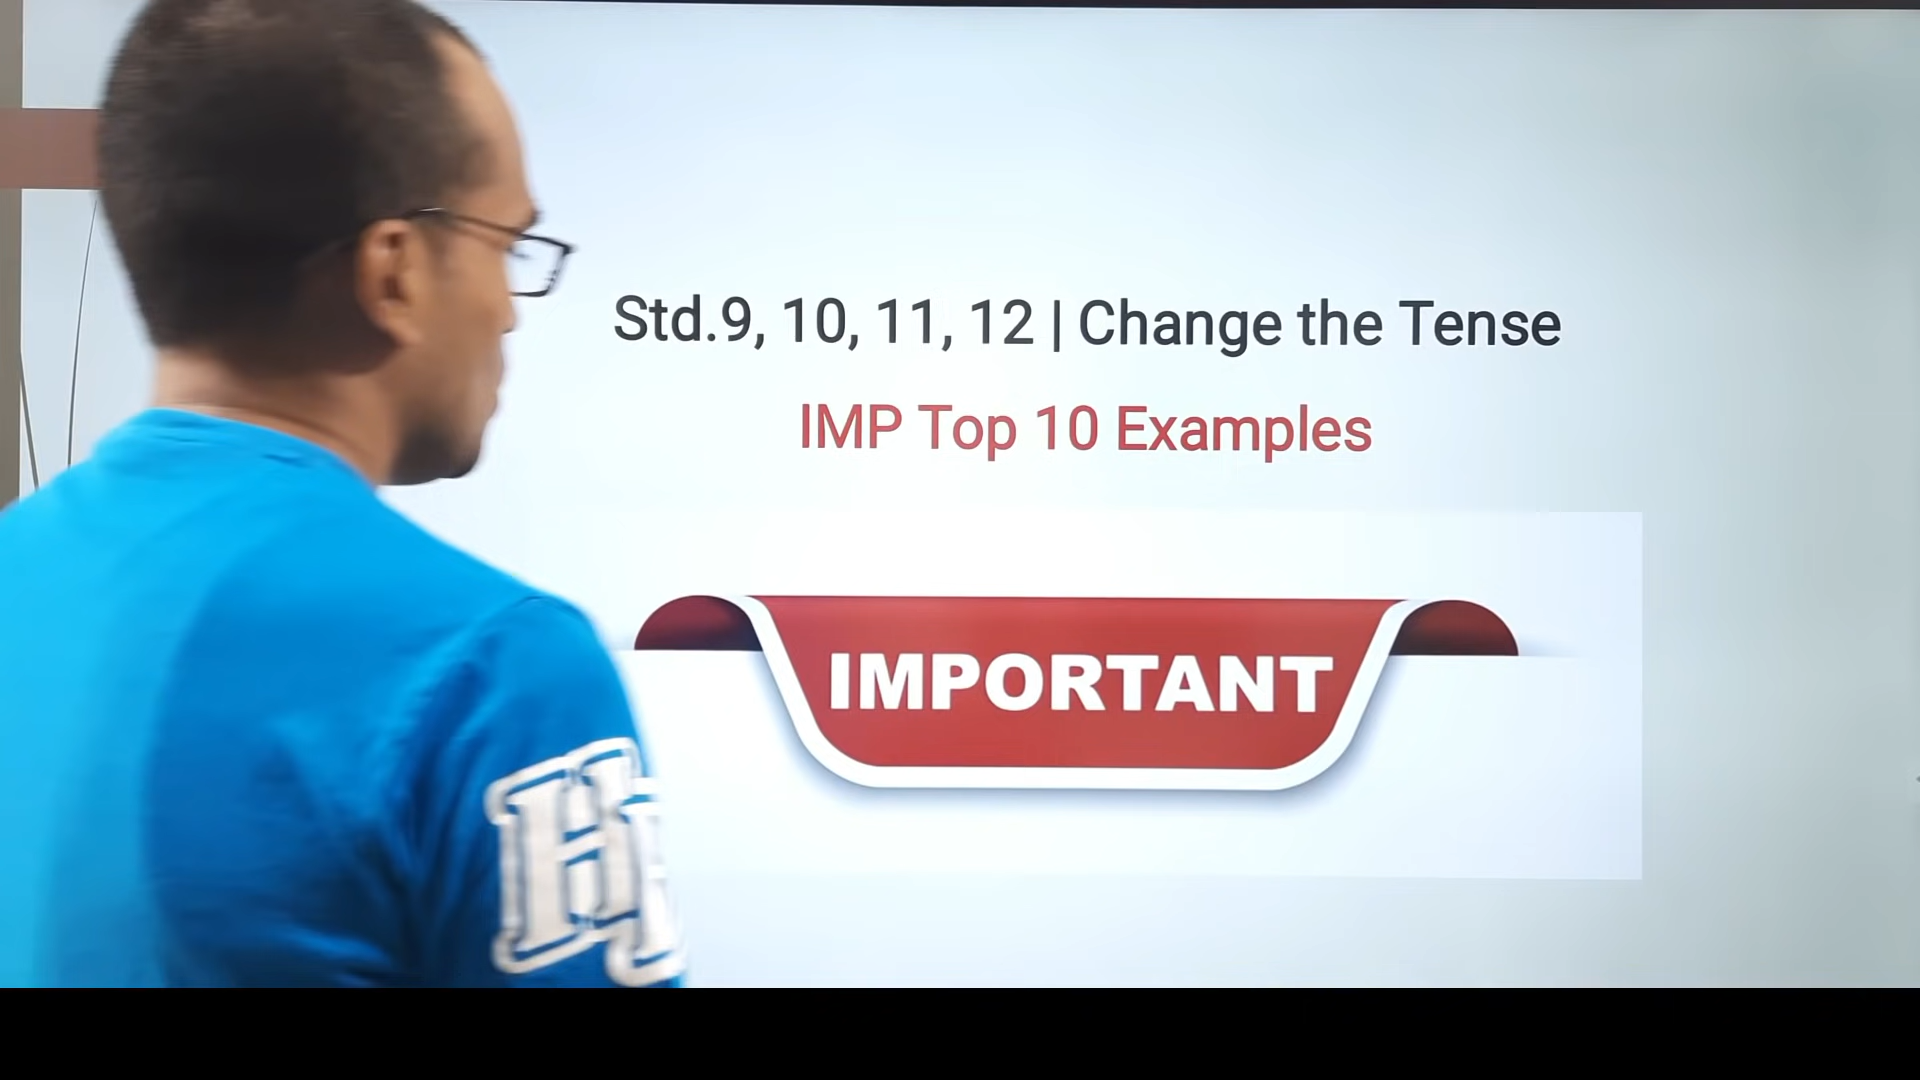 Std.9, 10, 11, 12 | Change the Tense
IMP Top 10 Examples
IMPORTANT